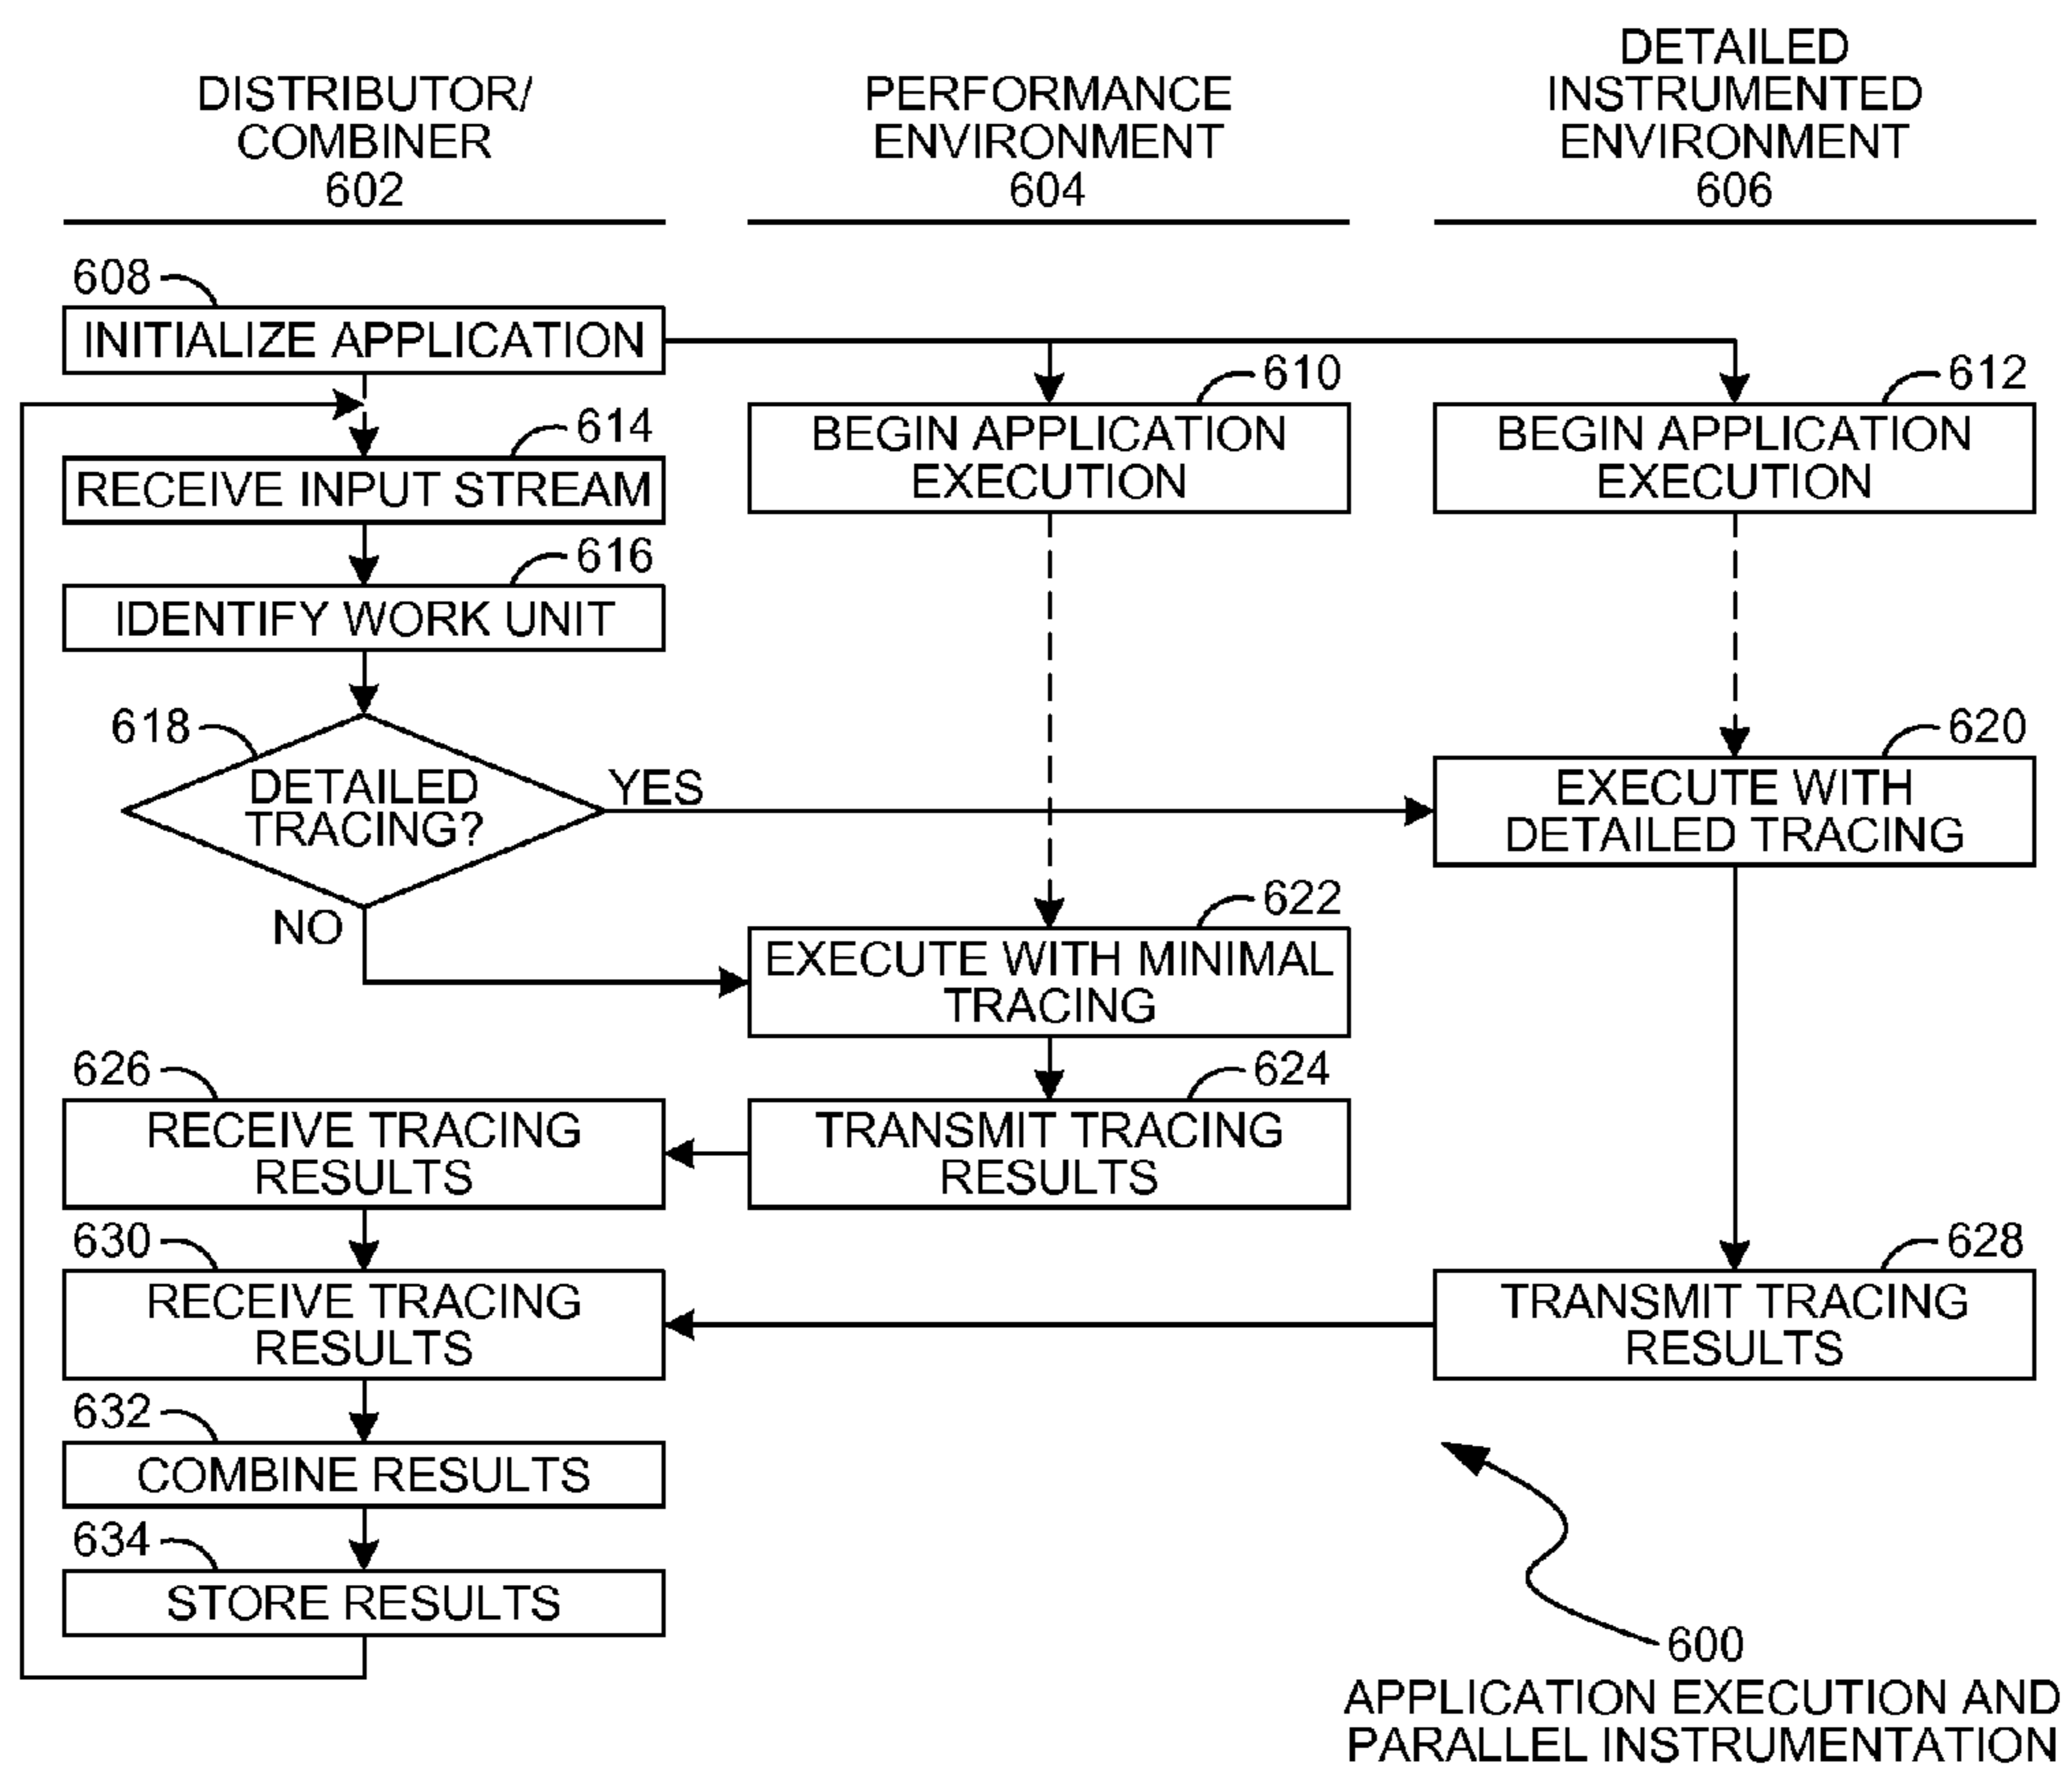 DISTRIBUTOR/
COMBINER
602
PERFORMANCE
ENVIRONMENT
604
DETAILED
INSTRUMENTED
ENVIRONMENT
606
608
INITIALIZE APPLICATION
610
BEGIN APPLICATION
EXECUTION
612
BEGIN APPLICATION
EXECUTION
614
RECEIVE INPUT STREAM
616
IDENTIFY WORK UNIT
618
DETAILED
TRACING?
YES
NO
620
EXECUTE WITH
DETAILED TRACING
622
EXECUTE WITH MINIMAL
TRACING
624
TRANSMIT TRACING
RESULTS
626
RECEIVE TRACING
RESULTS
628
TRANSMIT TRACING
RESULTS
630
RECEIVE TRACING
RESULTS
632
COMBINE RESULTS
634
STORE RESULTS
600
APPLICATION EXECUTION AND
PARALLEL INSTRUMENTATION